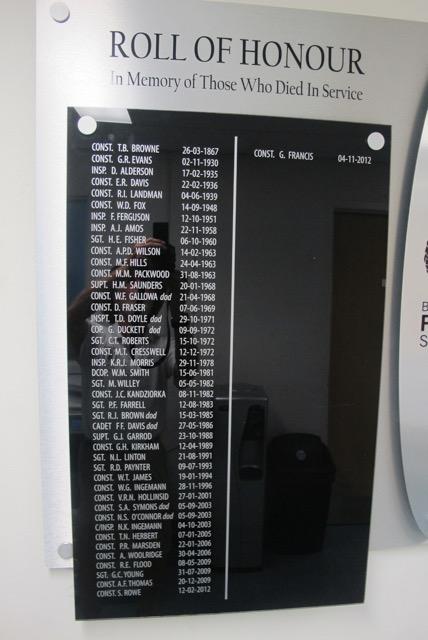 ROLL OF HONOUR
In Memory of Those Who Died In Service
CONST. T.B. BROWNE 26-03-1867
CONST. G.R. EVANS 02-11-1930
INSP. D. ALDERSON 17-02-1935
CONST. E.R. DAVIS 22-02-1936
CONST. R.I. LANDMAN 04-06-1939
CONST. W.D. FOX 14-09-1948
INSP. F. FERGUSON 12-10-1951
INSP. A.J. AMOS 22-11-1958
SGT. H.E. FISHER 06-10-1960
CONST. A.P.D. WILSON 14-02-1963
CONST. M.F. HILLS 24-04-1963
CONST. M.M. PACKWOOD 31-08-1963
SUPT. H.M. SAUNDERS 20-01-1968
CONST. W.F. GALLOWA dod 21-04-1968
CONST. D. FRASER 07-06-1969
INSPT. T.D. DOYLE dod 29-10-1971
COP. G. DUCKETT dod 09-09-1972
SGT. C.T. ROBERTS 15-10-1972
CONST. M.T. CRESSWELL 12-12-1972
INSP. K.R.J. MORRIS 29-11-1978
DCOP. W.M. SMITH 15-06-1981
SGT. M. WILLEY 05-05-1982
CONST. J.C. KANDZIORKA 08-11-1982
SGT. P.F. FARRELL 12-08-1983
SGT. R.J. BROWN dod 15-03-1985
CADET F.F. DAVIS dod 27-05-1986
SUPT. G.J. GARROD 23-10-1988
CONST. G.H. KIRKHAM 12-04-1989
SGT. N.L. LINTON 21-08-1991
SGT. R.D. PAYNTER 09-07-1993
CONST. W.T. JAMES 19-01-1994
CONST. W.G. INGEMANN 28-11-1996
CONST. V.R.N. HOLLINSID 27-01-2001
CONST. S.A. SYMONS dod 05-09-2003
CONST. N.S. O'CONNOR dod 05-09-2003
C/INSP. N.K. INGEMANN 04-10-2003
CONST. T.N. HERBERT 07-01-2005
CONST. P.R. MARSDEN 22-01-2006
CONST. A. WOOLRIDGE 30-04-2006
CONST. R.E. FLOOD 08-05-2009
SGT. G.C. YOUNG 31-07-2009
CONST. A.F. THOMAS 20-12-2009
CONST. S. ROWE 12-02-2012
CONST. G. FRANCIS 04-11-2012